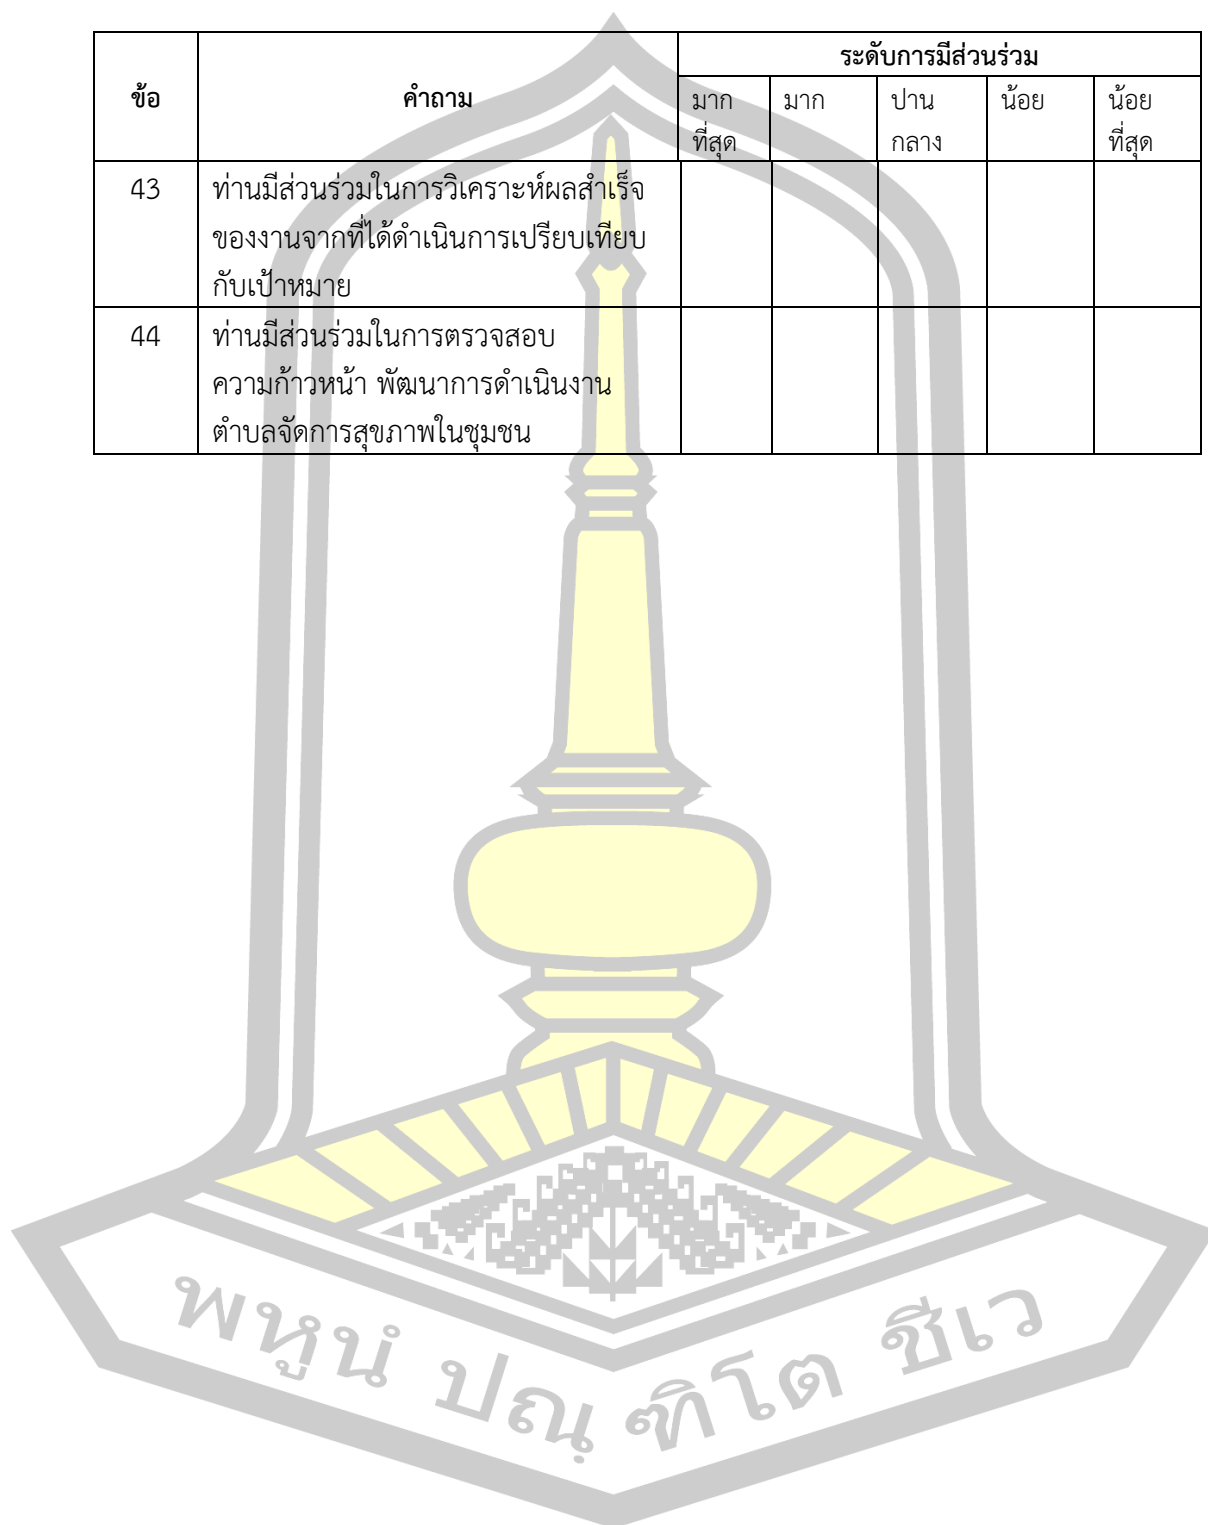 ข้อ
คำถาม
ระดับการมีส่วนร่วม
มาก
ที่สุด
มาก
ปาน
กลาง
น้อย
น้อย
ที่สุด
43
ท่านมีส่วนร่วมในการวิเคราะห์ผลสำเร็จ
ของงานจากที่ได้ดำเนินการเปรียบเทียบ
กับเป้าหมาย
44
ท่านมีส่วนร่วมในการตรวจสอบ
ความก้าวหน้า พัฒนาการดำเนินงาน
ตำบลจัดการสุขภาพในชุมชน
พหูนํ ปณฺ ฑิโต ชีเว